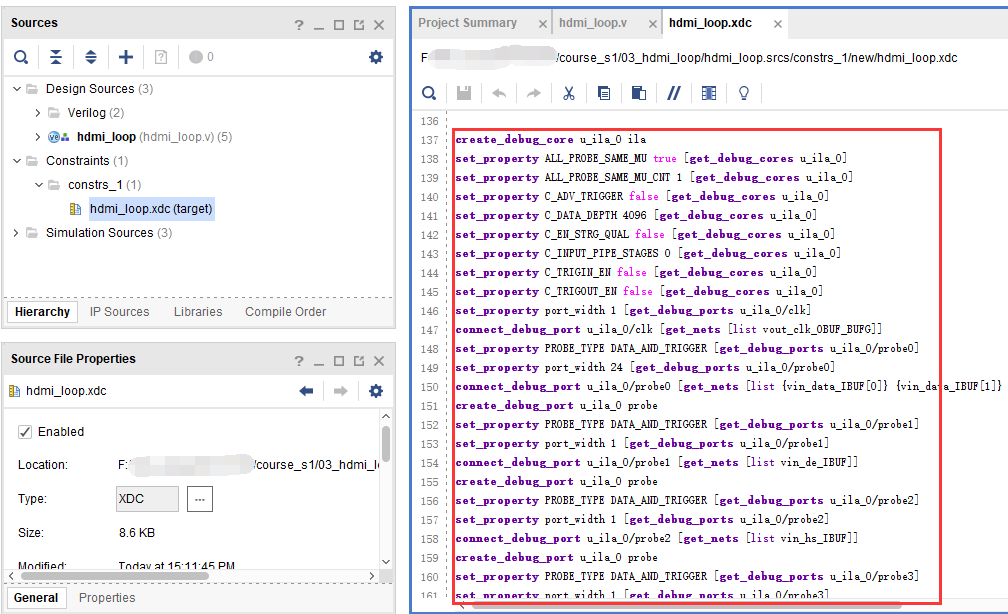 Sources
0
Design Sources (3)
Verilog (2)
hdmi_loop (hdmi_loop.v) (5)
Constraints (1)
constrs_1 (1)
hdmi_loop.xdc (target)
Simulation Sources (3)
Hierarchy IP Sources Libraries Compile Order
Source File Properties
hdmi_loop.xdc
Enabled
Location: F: /course_s1/03_hdmi_l
Type: XDC ...
Size: 8.6 KB
Modified: Today at 15:11:45 PM
General Properties
Project Summary hdmi_loop.v hdmi_loop.xdc
F /course_s1/03_hdmi_loop/hdmi_loop.srcs/constrs_1/new/hdmi_loop.xdc
136
137 create_debug_core u_ila_0 ila
138 set_property ALL_PROBE_SAME_MU true [get_debug_cores u_ila_0]
139 set_property ALL_PROBE_SAME_MU_CNT 1 [get_debug_cores u_ila_0]
140 set_property C_ADV_TRIGGER false [get_debug_cores u_ila_0]
141 set_property C_DATA_DEPTH 4096 [get_debug_cores u_ila_0]
142 set_property C_EN_STRG_QUAL false [get_debug_cores u_ila_0]
143 set_property C_INPUT_PIPE_STAGES 0 [get_debug_cores u_ila_0]
144 set_property C_TRIGIN_EN false [get_debug_cores u_ila_0]
145 set_property C_TRIGOUT_EN false [get_debug_cores u_ila_0]
146 set_property port_width 1 [get_debug_ports u_ila_0/clk]
147 connect_debug_port u_ila_0/clk [get_nets [list vout_clk_OBUF_BUFG]]
148 set_property PROBE_TYPE DATA_AND_TRIGGER [get_debug_ports u_ila_0/probe0]
149 set_property port_width 24 [get_debug_ports u_ila_0/probe0]
150 connect_debug_port u_ila_0/probe0 [get_nets [list {vin_data_IBUF[0]} {vin_data_IBUF[1]}
151 create_debug_port u_ila_0 probe
152 set_property PROBE_TYPE DATA_AND_TRIGGER [get_debug_ports u_ila_0/probe1]
153 set_property port_width 1 [get_debug_ports u_ila_0/probe1]
154 connect_debug_port u_ila_0/probe1 [get_nets [list vin_de_IBUF]]
155 create_debug_port u_ila_0 probe
156 set_property PROBE_TYPE DATA_AND_TRIGGER [get_debug_ports u_ila_0/probe2]
157 set_property port_width 1 [get_debug_ports u_ila_0/probe2]
158 connect_debug_port u_ila_0/probe2 [get_nets [list vin_hs_IBUF]]
159 create_debug_port u_ila_0 probe
160 set_property PROBE_TYPE DATA_AND_TRIGGER [get_debug_ports u_ila_0/probe3]
161 set_property port_width 1 [get_debug_ports u_ila_0/probe3]